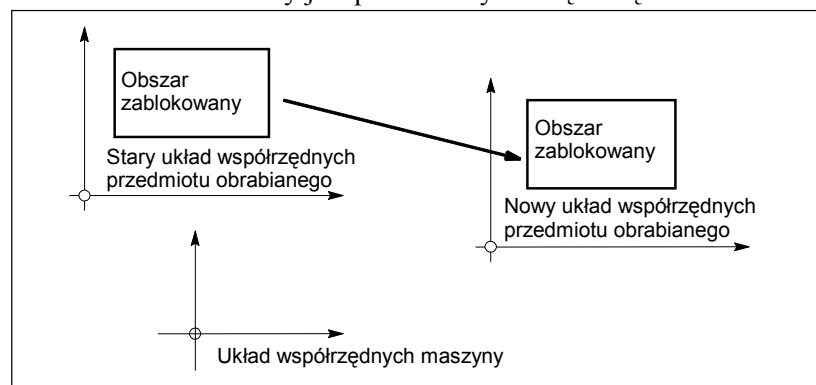 Obszar
zablokowany
Stary układ współrzędnych
przedmiotu obrabianego
Obszar
zablokowany
Nowy układ współrzędnych
przedmiotu obrabianego
Układ współrzędnych maszyny